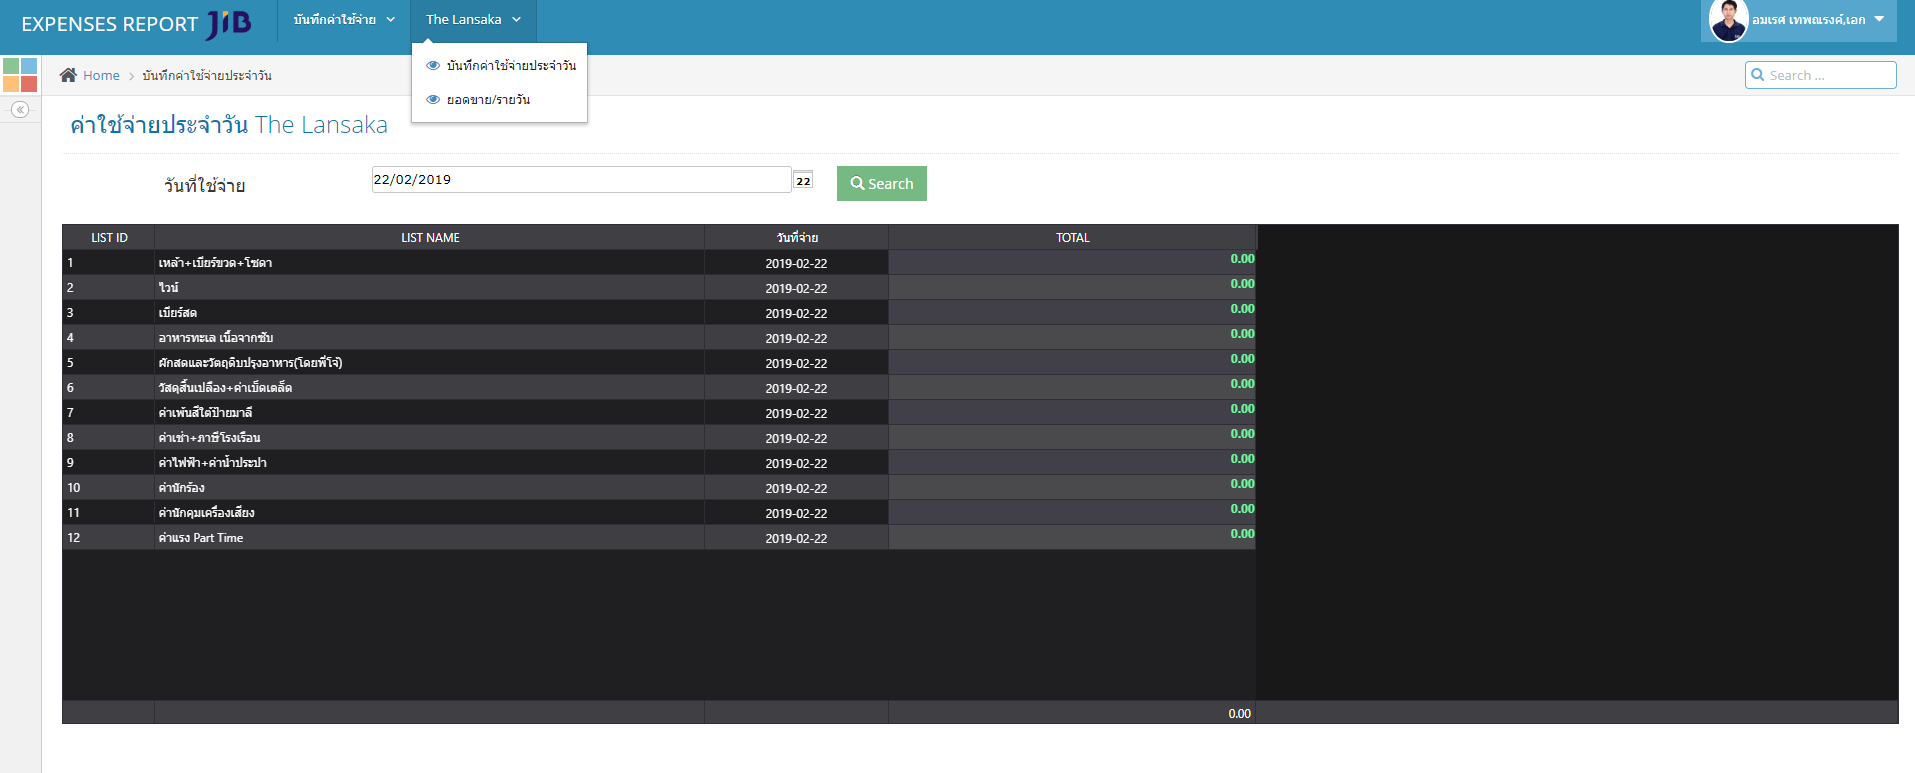 EXPENSES REPORT JIB
บันทึกค่าใช้จ่าย
The Lansaka
อมเรศ เทพณรงค์,เอก
บันทึกค่าใช้จ่ายประจำวัน
ยอดขาย/รายวัน
Home > บันทึกค่าใช้จ่ายประจำวัน
Search ...
ค่าใช้จ่ายประจำวัน The Lansaka
วันที่ใช้จ่าย 22/02/2019 22 Search
LIST ID LIST NAME วันที่จ่าย TOTAL
1 เหล้า+เบียร์ขวด+โซดา 2019-02-22 0.00
2 ไวน์ 2019-02-22 0.00
3 เบียร์สด 2019-02-22 0.00
4 อาหารทะเล เนื้อจากซับ 2019-02-22 0.00
5 ผักสดและวัตถุดิบปรุงอาหาร(โดยพี่โจ้) 2019-02-22 0.00
6 วัสดุสิ้นเปลือง+ค่าเบ็ดเตล็ด 2019-02-22 0.00
7 ค่าเพ้นสีใต้ป้ายมาลี 2019-02-22 0.00
8 ค่าเช่า+ภาษีโรงเรือน 2019-02-22 0.00
9 ค่าไฟฟ้า+ค่าน้ำประปา 2019-02-22 0.00
10 ค่านักร้อง 2019-02-22 0.00
11 ค่านักคุมเครื่องเสียง 2019-02-22 0.00
12 ค่าแรง Part Time 2019-02-22 0.00
0.00